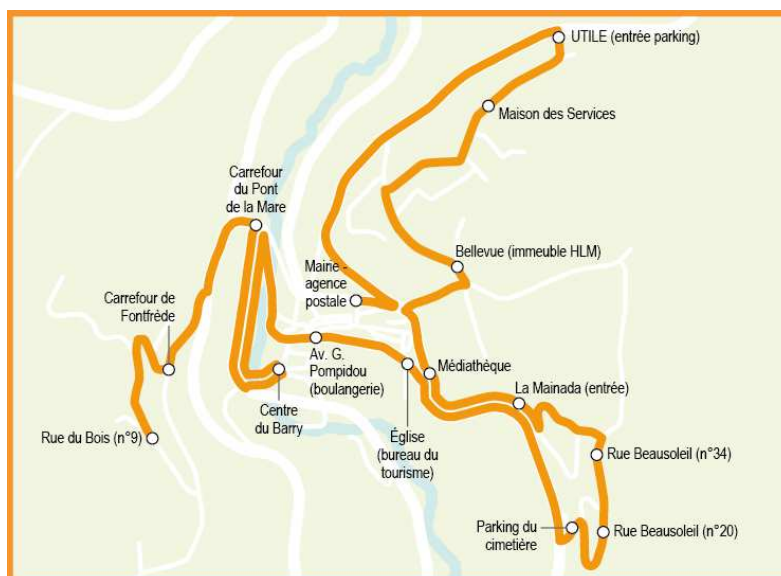 UTILE (entrée parking)
Maison des Services
Carrefour
du Pont
de la Mare
Bellevue (immeuble HLM)
Mairie -
agence
postale
Carrefour de
Fontfrède
Av. G.
Pompidou
(boulangerie)
Médiathèque
La Mainada (entrée)
Centre
du Barry
Église
(bureau du
tourisme)
Rue du Bois (n°9)
Rue Beausoleil (n°34)
Parking du
cimetière
Rue Beausoleil (n°20)